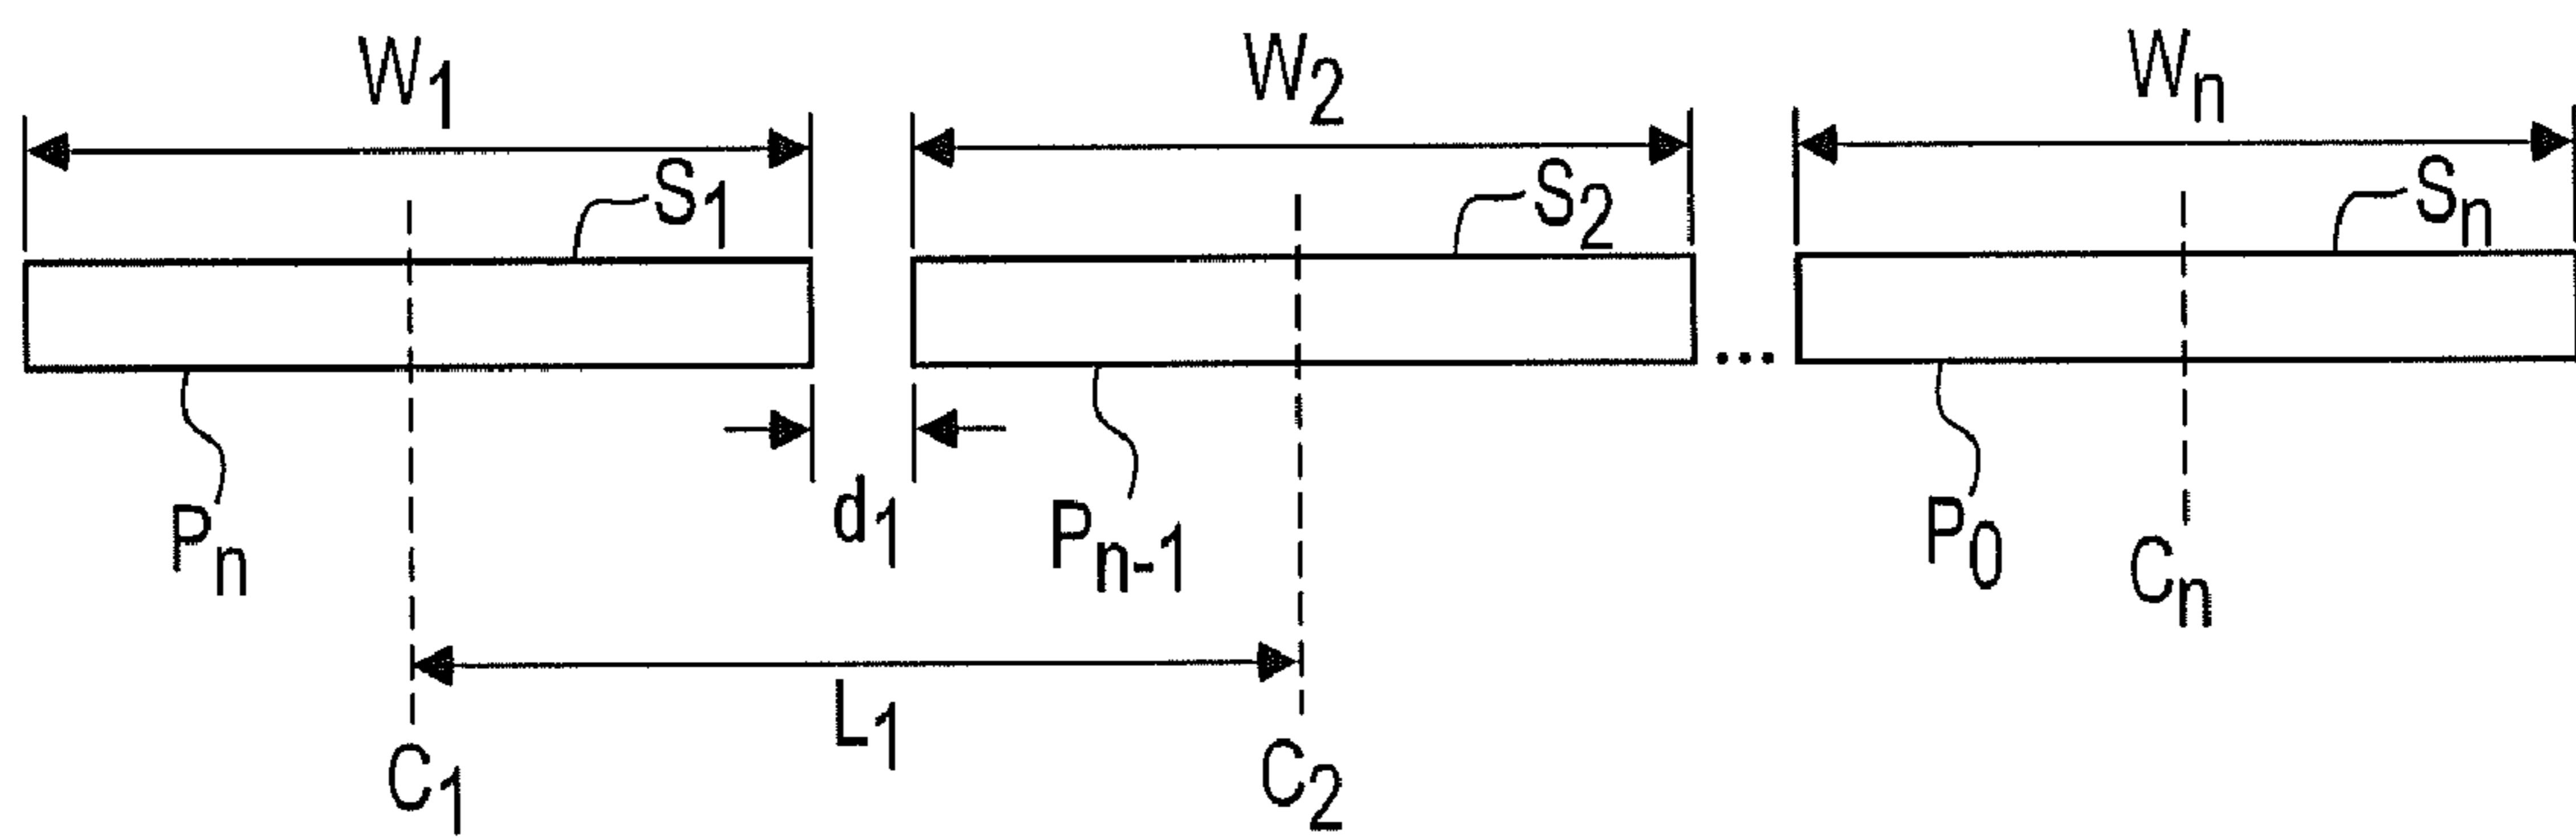 W₁ W₂ Wₙ
S₁ S₂ Sₙ
...
Pₙ d₁ Pₙ₋₁ P₀ Cₙ
L₁
C₁ C₂